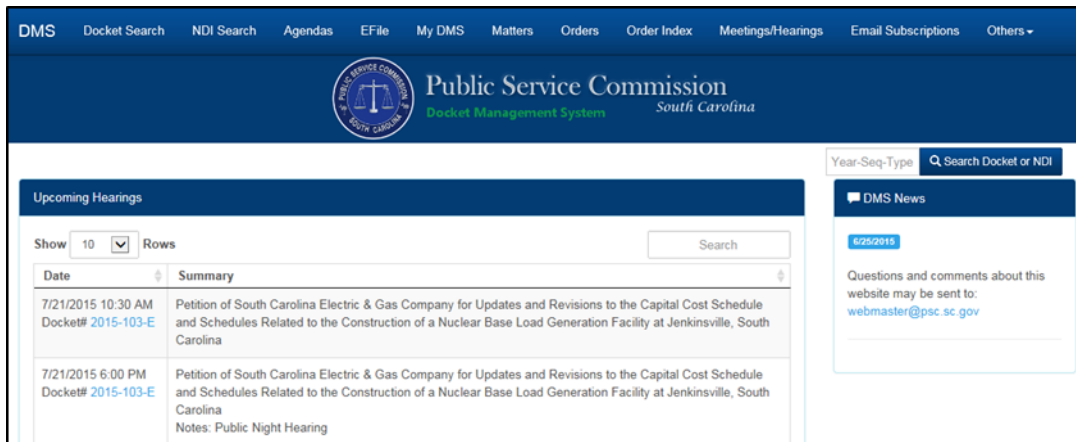 DMS Docket Search NDI Search Agendas EFile My DMS Matters Orders Order Index Meetings/Hearings Email Subscriptions Others
PUBLIC SERVICE COMMISSION
SOUTH CAROLINA
Public Service Commission
Docket Management System South Carolina
Year-Seq-Type Search Docket or NDI
Upcoming Hearings
Show 10 Rows Search
Date Summary
7/21/2015 10:30 AM
Docket# 2015-103-E
Petition of South Carolina Electric & Gas Company for Updates and Revisions to the Capital Cost Schedule
and Schedules Related to the Construction of a Nuclear Base Load Generation Facility at Jenkinsville, South
Carolina
7/21/2015 6:00 PM
Docket# 2015-103-E
Petition of South Carolina Electric & Gas Company for Updates and Revisions to the Capital Cost Schedule
and Schedules Related to the Construction of a Nuclear Base Load Generation Facility at Jenkinsville, South
Carolina
Notes: Public Night Hearing
DMS News
6/25/2015
Questions and comments about this
website may be sent to:
webmaster@psc.sc.gov